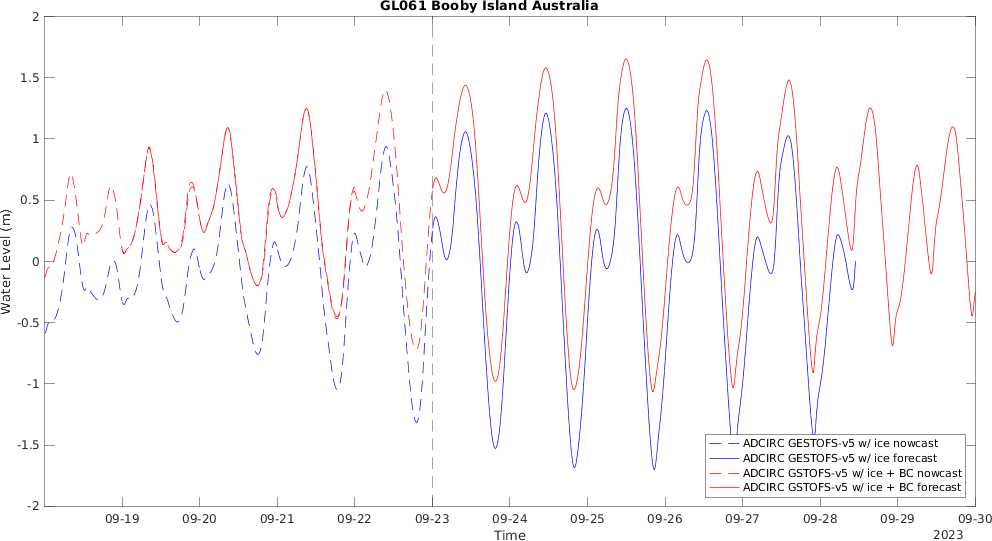 GL061 Booby Island Australia
2
1.5
1
0.5
0
-0.5
-1
-1.5
-2
Water Level (m)
ADCIRC GESTOFS-v5 w/ ice nowcast
ADCIRC GESTOFS-v5 w/ ice forecast
ADCIRC GSTOFS-v5 w/ ice + BC nowcast
ADCIRC GSTOFS-v5 w/ ice + BC forecast
09-19 09-20 09-21 09-22 09-23 09-24 09-25 09-26 09-27 09-28 09-29 09-30
Time
2023